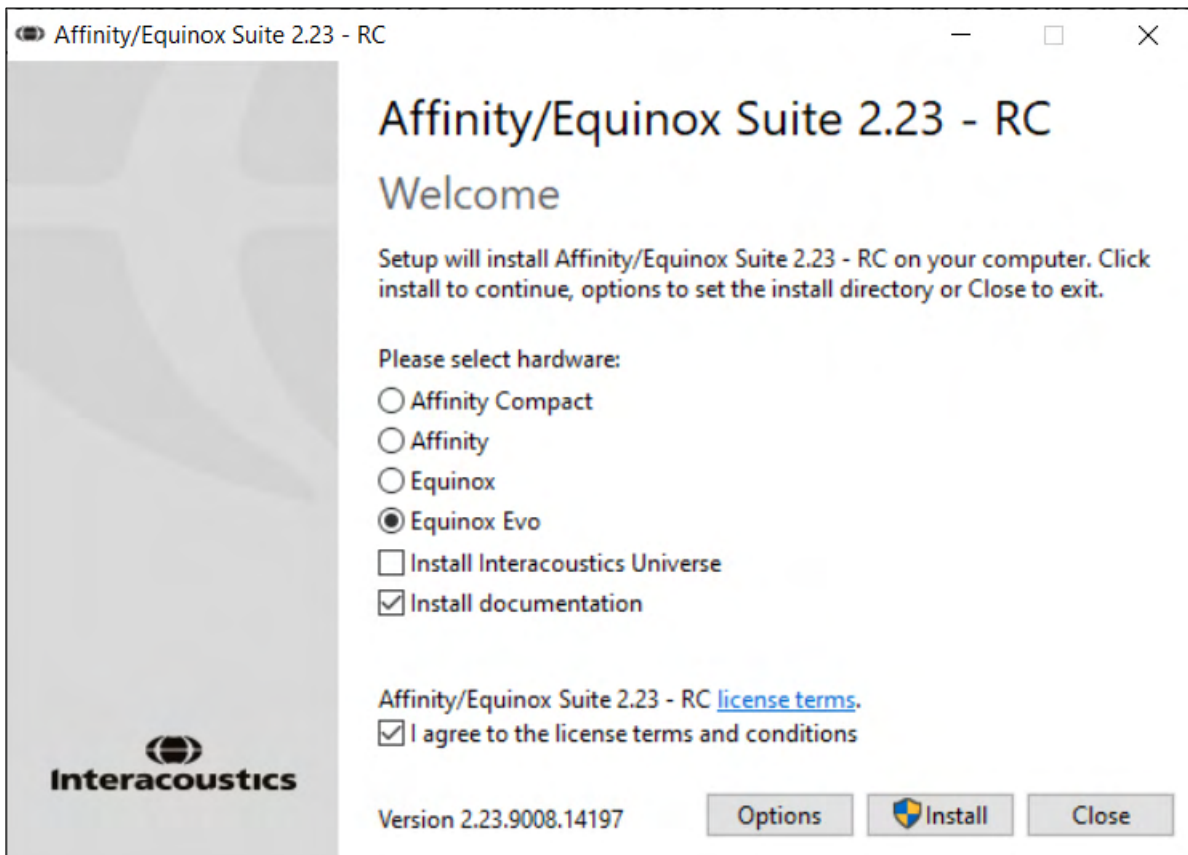 Affinity/Equinox Suite 2.23 - RC
Affinity/Equinox Suite 2.23 - RC
Welcome
Setup will install Affinity/Equinox Suite 2.23 - RC on your computer. Click
install to continue, options to set the install directory or Close to exit.
Please select hardware:
Affinity Compact
Affinity
Equinox
Equinox Evo
Install Interacoustics Universe
Install documentation
Affinity/Equinox Suite 2.23 - RC license terms.
I agree to the license terms and conditions
Interacoustics
Version 2.23.9008.14197
Options
Install
Close